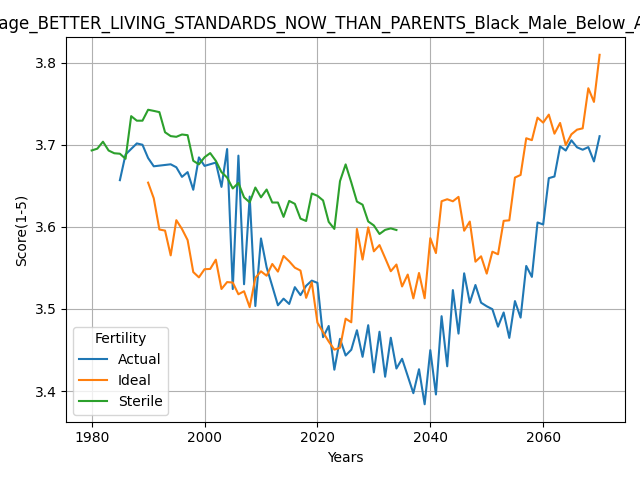 age_BETTER_LIVING_STANDARDS_NOW_THAN_PARENTS_Black_Male_Below_A
3.8
3.7
3.6
3.5
3.4
Score(1-5)
Fertility
Actual
Ideal
Sterile
1980 2000 2020 2040 2060
Years